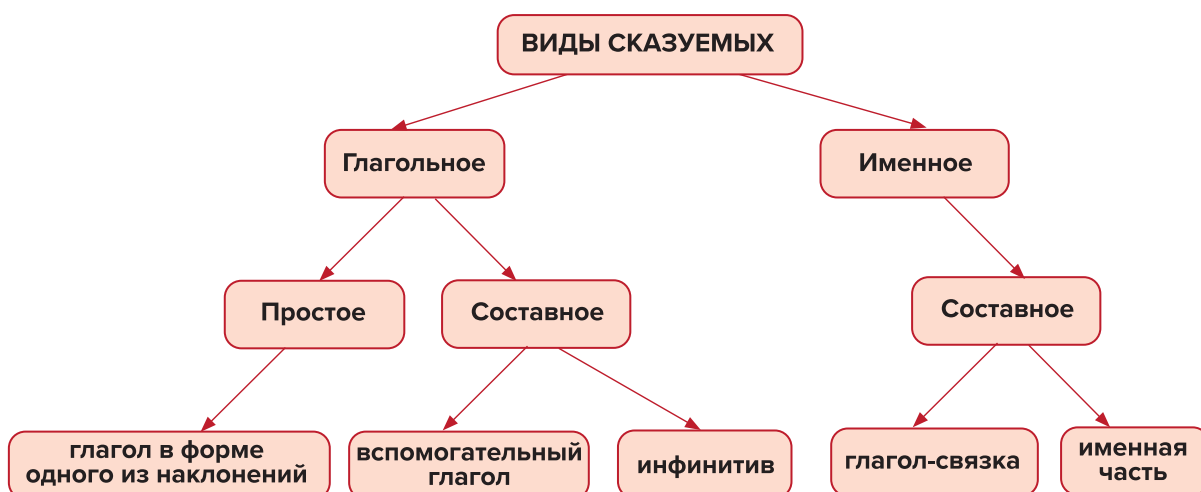 ВИДЫ СКАЗУЕМЫХ
Глагольное
Именное
Простое
Составное
Составное
глагол в форме
одного из наклонений
вспомогательный
глагол
инфинитив
глагол-связка
именная
часть